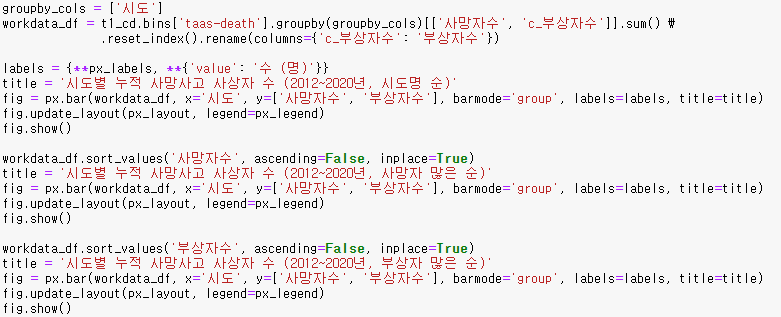 groupby_cols = ['시도']
workdata_df = t1_cd.bins['taas-death'].groupby(groupby_cols)[['사망자수', 'c_부상자수']].sum() ₩
.reset_index().rename(columns={'c_부상자수': '부상자수'})
labels = {**px_labels, **{'value': '수 (명)'}}
title = '시도별 누적 사망사고 사상자 수 (2012~2020년, 시도명 순)'
fig = px.bar(workdata_df, x='시도', y=['사망자수', '부상자수'], barmode='group', labels=labels, title=title)
fig.update_layout(px_layout, legend=px_legend)
fig.show()
workdata_df.sort_values('사망자수', ascending=False, inplace=True)
title = '시도별 누적 사망사고 사상자 수 (2012~2020년, 사망자 많은 순)'
fig = px.bar(workdata_df, x='시도', y=['사망자수', '부상자수'], barmode='group', labels=labels, title=title)
fig.update_layout(px_layout, legend=px_legend)
fig.show()
workdata_df.sort_values('부상자수', ascending=False, inplace=True)
title = '시도별 누적 사망사고 사상자 수 (2012~2020년, 부상자 많은 순)'
fig = px.bar(workdata_df, x='시도', y=['사망자수', '부상자수'], barmode='group', labels=labels, title=title)
fig.update_layout(px_layout, legend=px_legend)
fig.show()